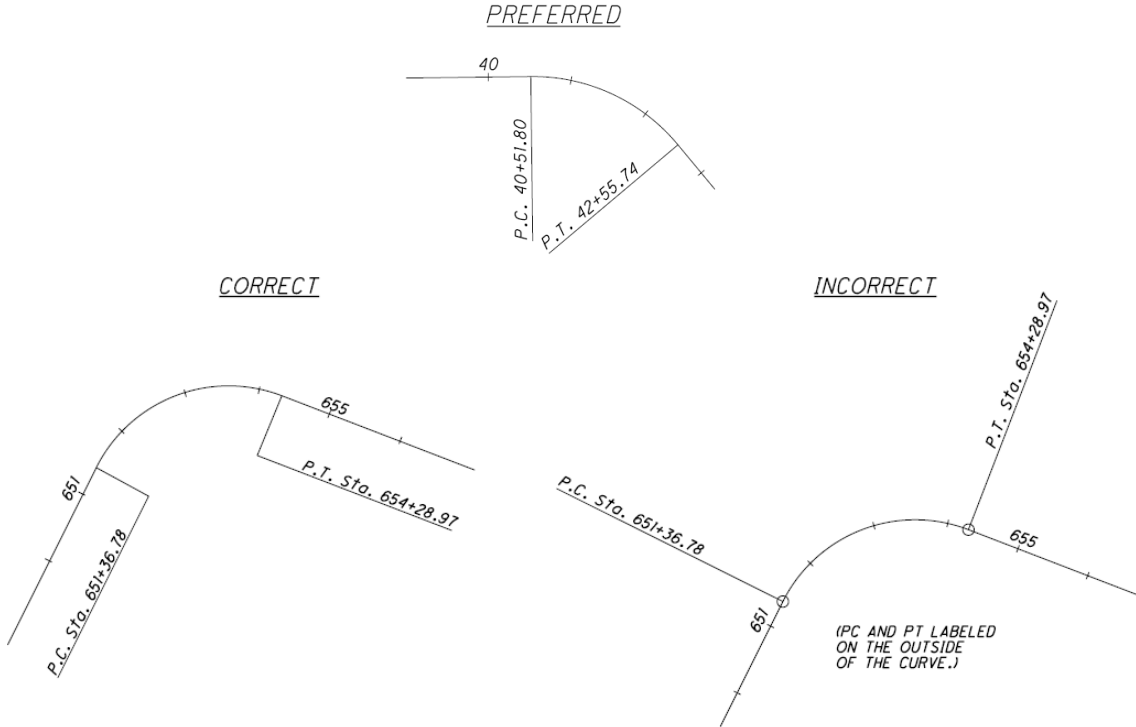 PREFERRED
40
P.C. 40+51.80
P.T. 42+55.74
CORRECT
655
P.T. Sta. 654+28.97
651
P.C. Sta. 651+36.78
INCORRECT
P.T. Sta. 654+28.97
P.C. Sta. 651+36.78
655
651
(PC AND PT LABELED
ON THE OUTSIDE
OF THE CURVE.)